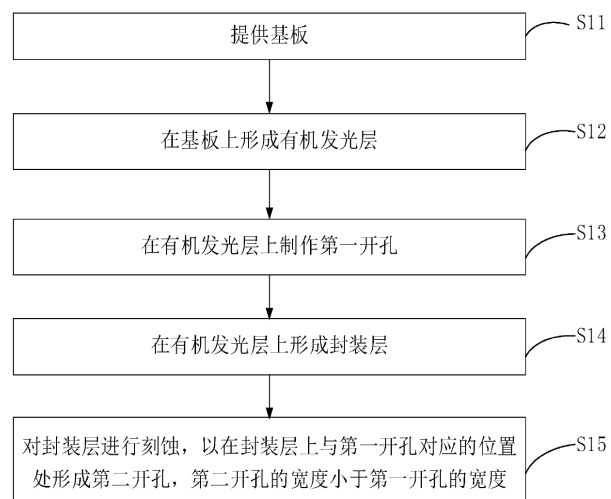 提供基板
S11
在基板上形成有机发光层
S12
在有机发光层上制作第一开孔
S13
在有机发光层上形成封装层
S14
对封装层进行刻蚀，以在封装层上与第一开孔对应的位置
处形成第二开孔，第二开孔的宽度小于第一开孔的宽度
S15